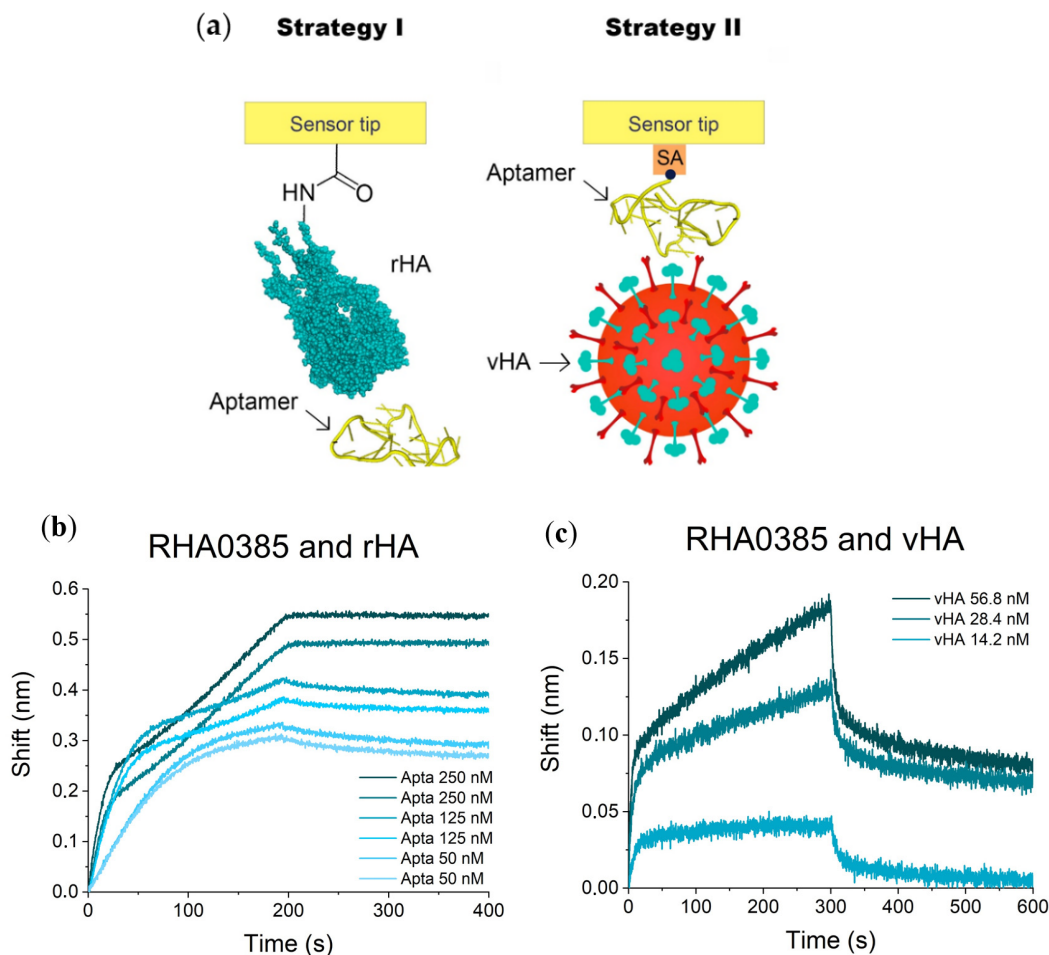 (a) Strategy I Strategy II
Sensor tip Sensor tip
SA
HN O
Aptamer
rHA
vHA
Aptamer
(b) (c)
RHA0385 and rHA RHA0385 and vHA
0.6
0.5
0.4
0.3
0.2
0.1
0.0
Shift (nm)
Apta 250 nM
Apta 250 nM
Apta 125 nM
Apta 125 nM
Apta 50 nM
Apta 50 nM
0 100 200 300 400
Time (s)
0.20
0.15
0.10
0.05
0.00
Shift (nm)
vHA 56.8 nM
vHA 28.4 nM
vHA 14.2 nM
0 100 200 300 400 500 600
Time (s)